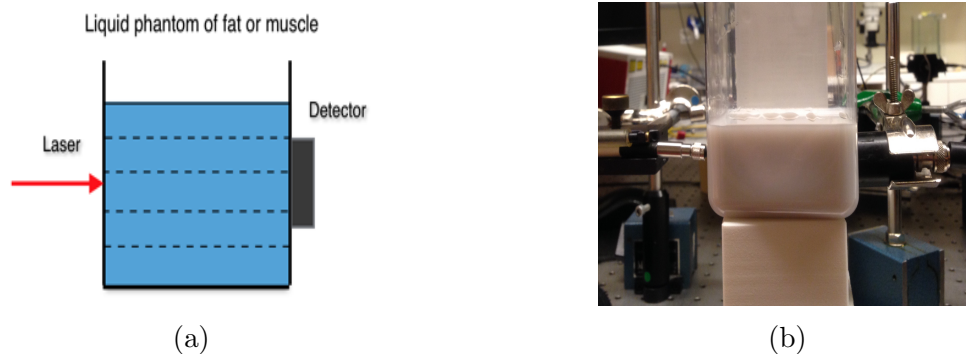 Liquid phantom of fat or muscle
Detector
Laser
(a)
(b)